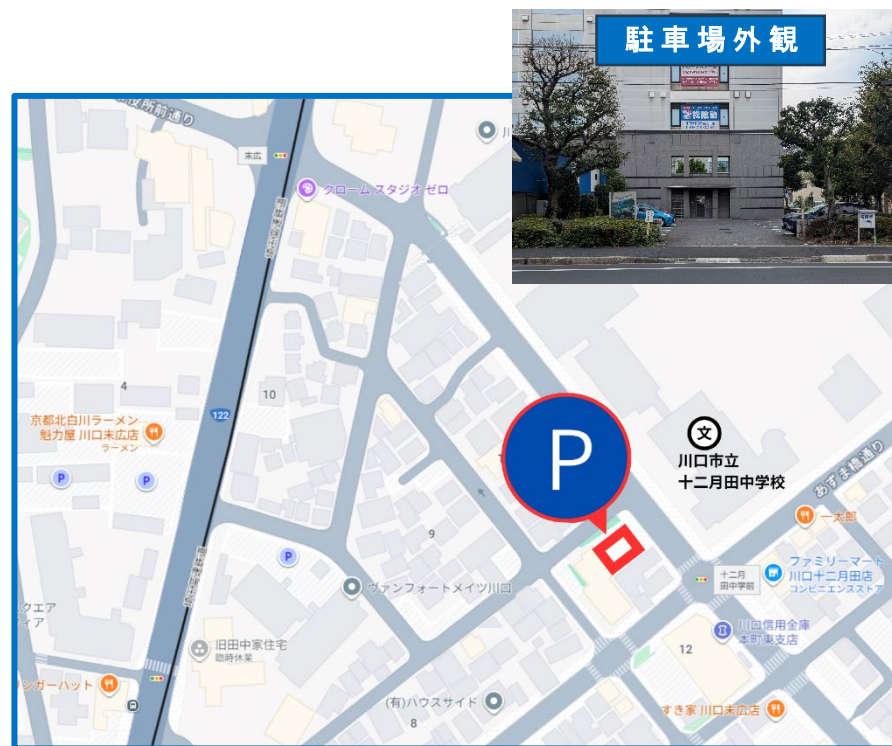 駐車場外観
末広
クローム スタジオ ゼロ
4
10
122
京都北白川ラーメン
魁力屋 川口末広店
ラーメン
P
P
P
P
文
川口市立
十二月田中学校
あずま橋通り
一太郎
9
ヴァンフォートメイツ川口
ファミリーマート
川口十二月田店
コンビニエンスストア
十二月
田中学前
川口信用金庫
本町東支店
12
旧田中家住宅
臨時休業
(有)ハウスサイド
8
すき家 川口末広店